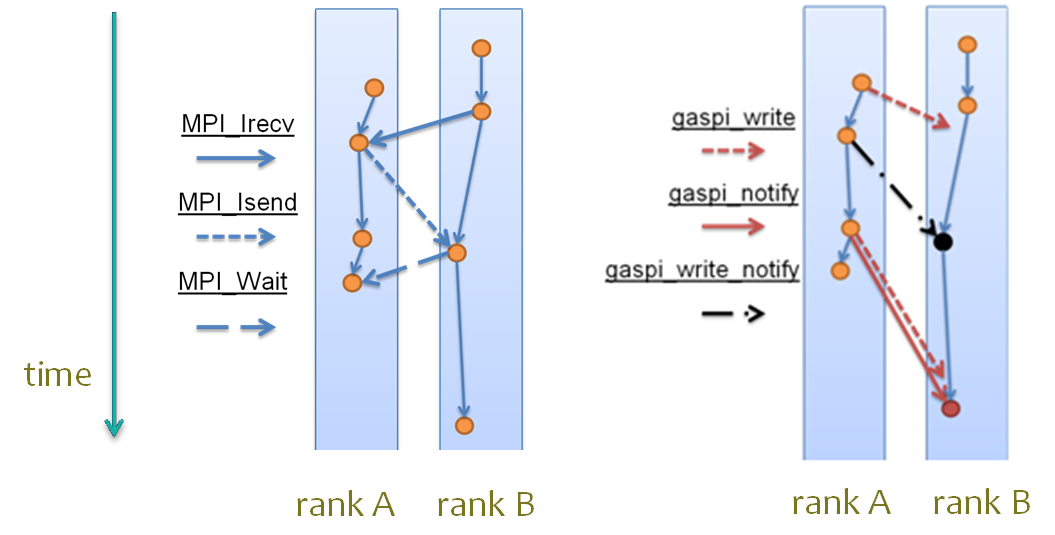 MPI_Irecv
MPI_Isend
MPI_Wait
time
rank A
rank B
gaspi_write
gaspi_notify
gaspi_write_notify
rank A
rank B